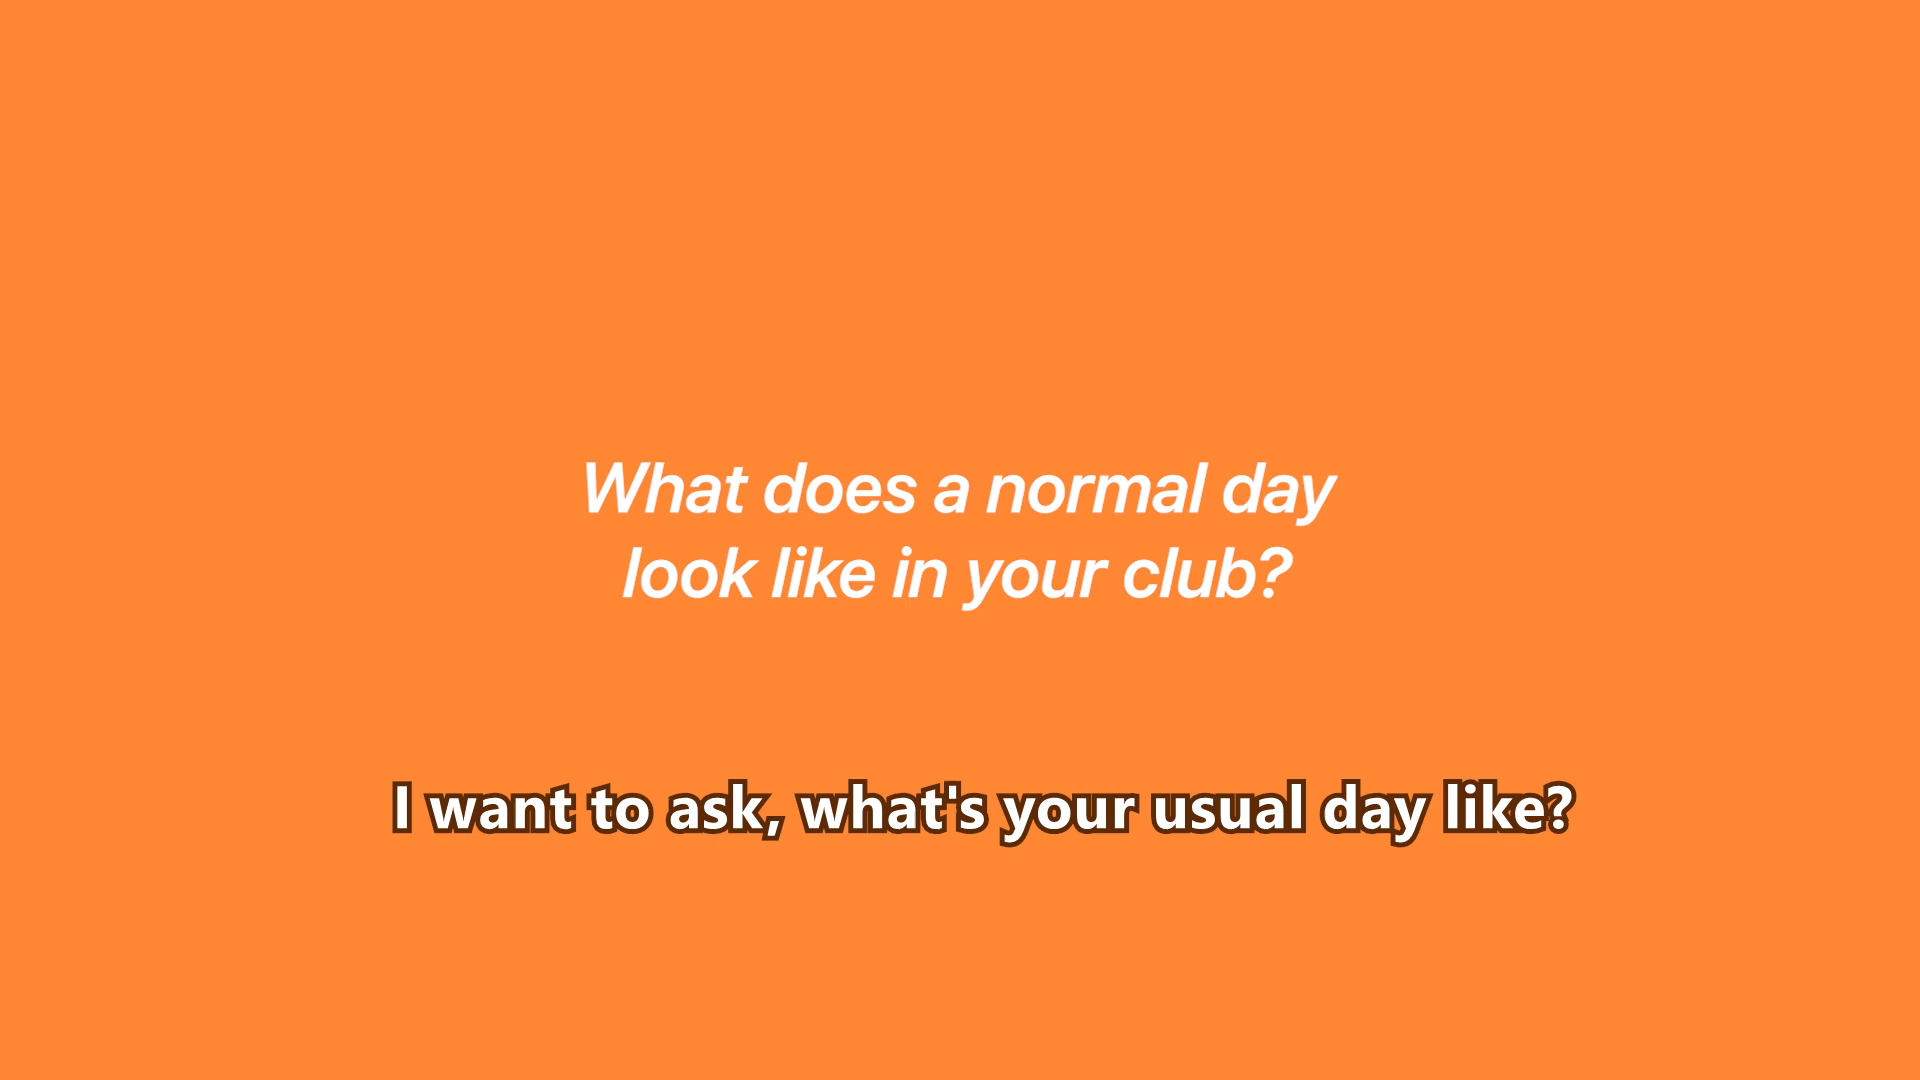 What does a normal day
look like in your club?
I want to ask, what's your usual day like?